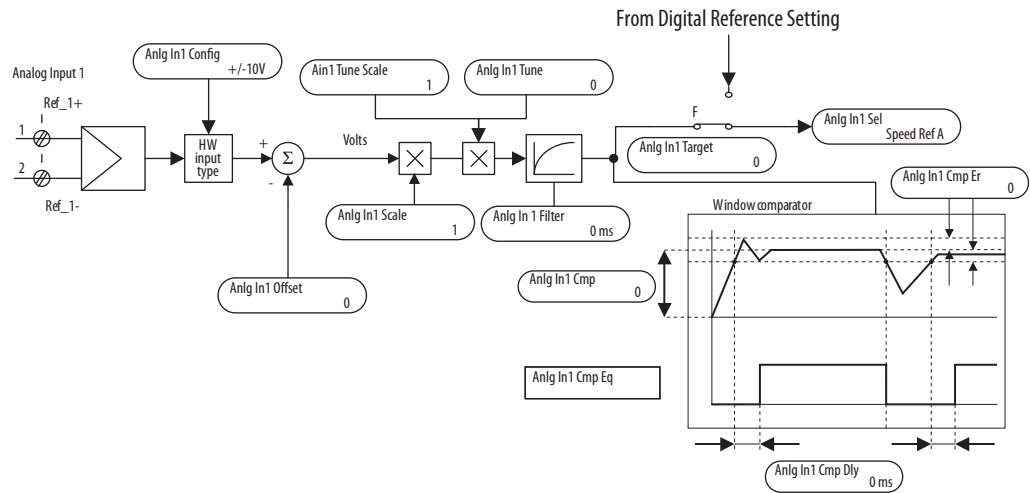 From Digital Reference Setting
Anlg In1 Config
+/-10V
Ain1 Tune Scale
1
Anlg In1 Tune
0
Analog Input 1
Ref_1+
1
2
Ref_1-
HW
input
type
+
-
Σ
Volts
F
Anlg In1 Sel
Speed Ref A
Anlg In1 Target
0
Anlg In1 Cmp Er
0
Anlg In1 Scale
1
Anlg In 1 Filter
0 ms
Window comparator
Anlg In1 Offset
0
Anlg In1 Cmp
0
Anlg In1 Cmp Eq
Anlg In1 Cmp Dly
0 ms